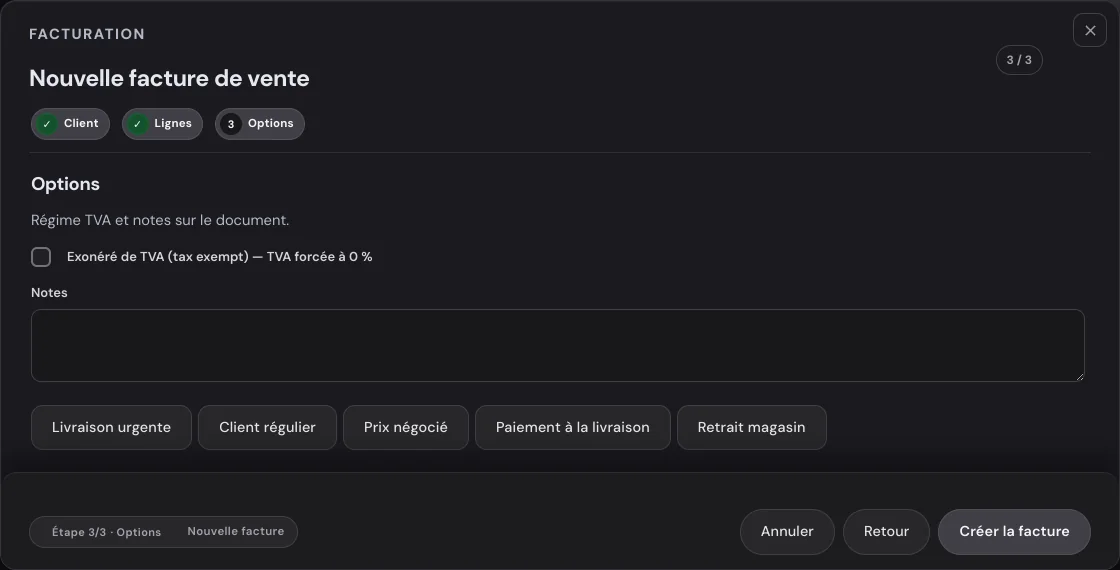 FACTURATION
3 / 3
Nouvelle facture de vente
✓ Client ✓ Lignes 3 Options
Options
Régime TVA et notes sur le document.
Exonéré de TVA (tax exempt) — TVA forcée à 0 %
Notes
Livraison urgente Client régulier Prix négocié Paiement à la livraison Retrait magasin
Étape 3/3 · Options Nouvelle facture Annuler Retour Créer la facture